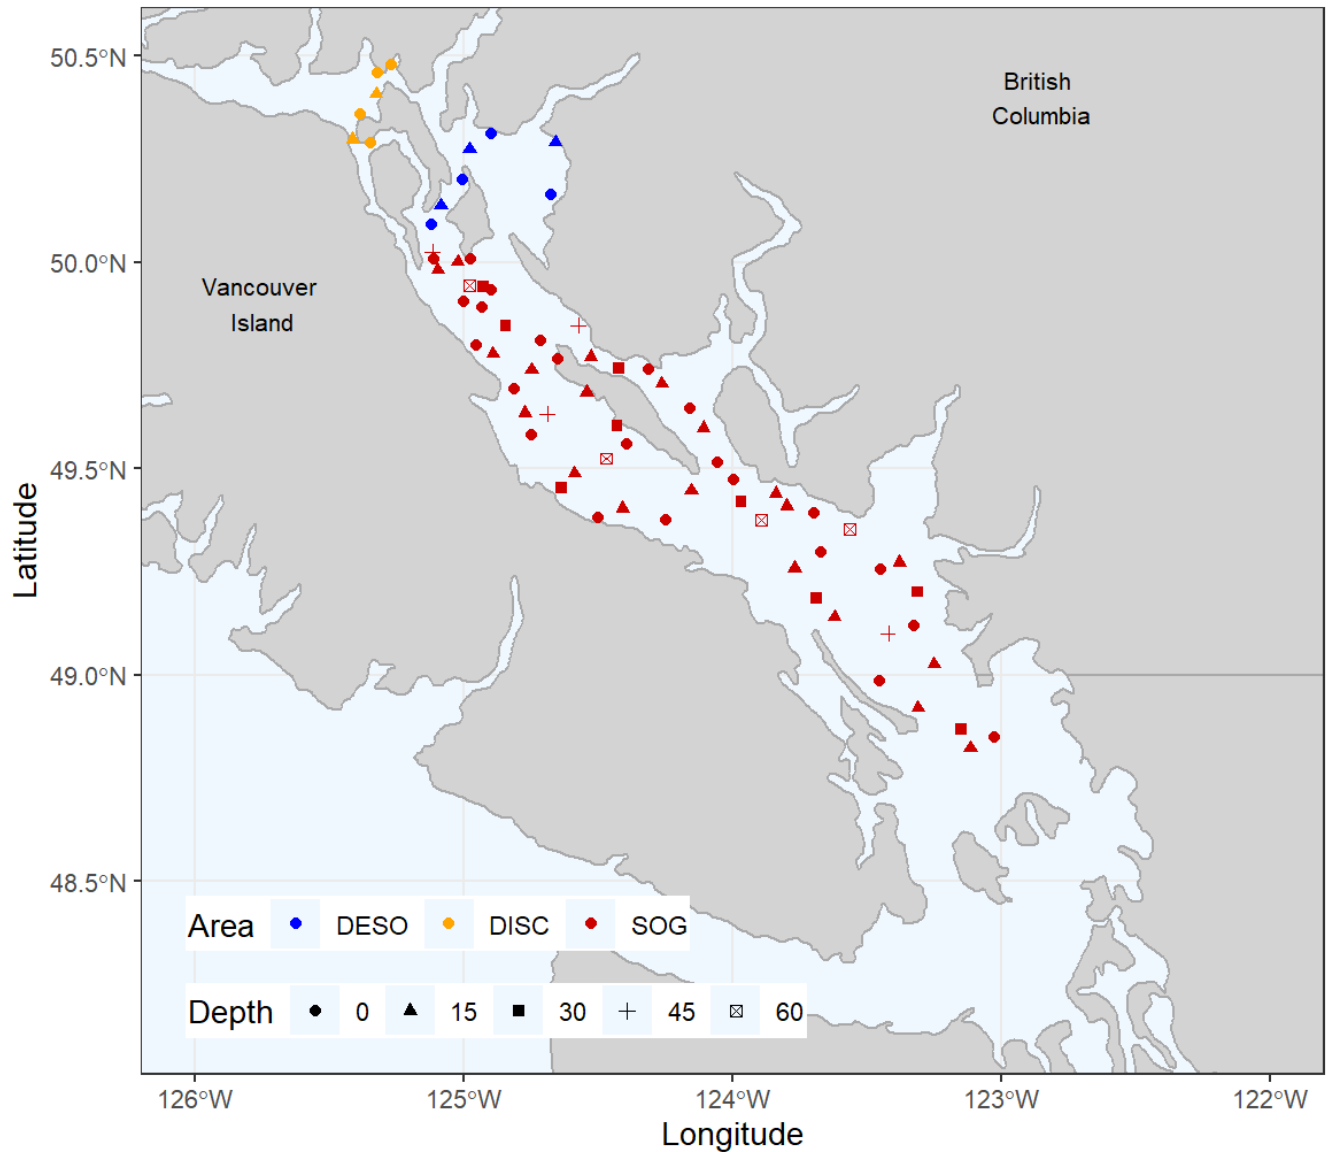 50.5°N
50.0°N
49.5°N
49.0°N
48.5°N
Latitude
British
Columbia
Vancouver
Island
Area DESO DISC SOG
Depth 0 15 30 45 60
126°W 125°W 124°W 123°W 122°W
Longitude